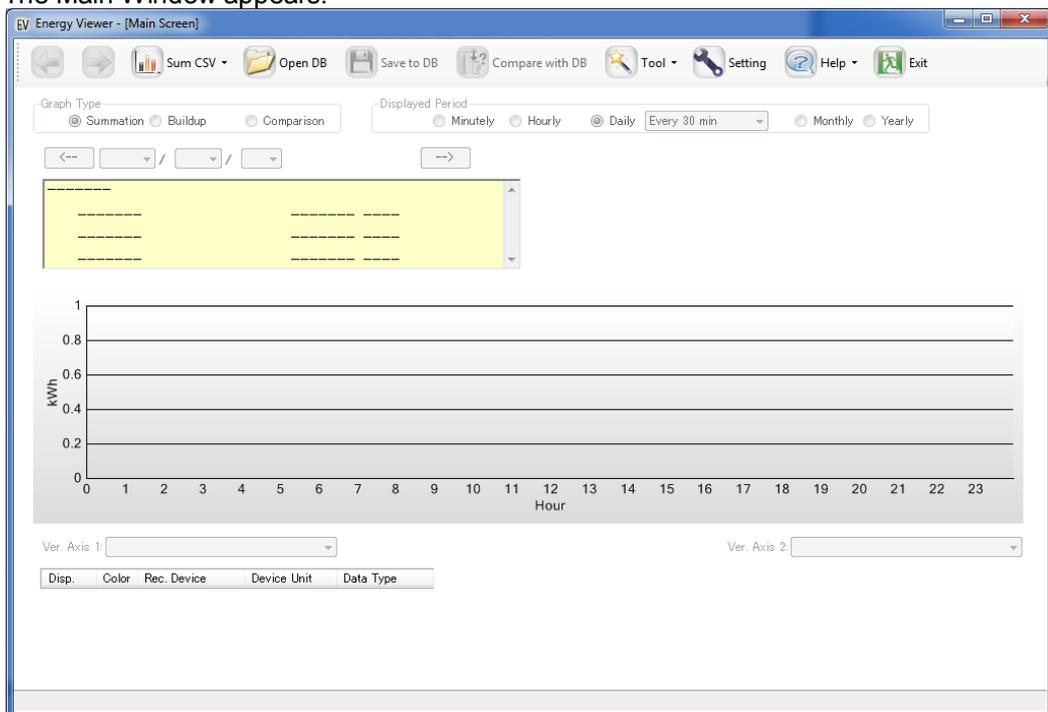 The Main Window appears.
EV Energy Viewer - [Main Screen]
Sum CSV Open DB Save to DB Compare with DB Tool Setting Help Exit
Graph Type Displayed Period
Summation Buildup Comparison Minutely Hourly Daily Every 30 min Monthly Yearly
<-- / / -->
-------
------- ------- ----
------- ------- ----
------- ------- ----
1
0.8
0.6
kWh
0.4
0.2
0
0 1 2 3 4 5 6 7 8 9 10 11 12 13 14 15 16 17 18 19 20 21 22 23
Hour
Ver. Axis 1: Ver. Axis 2:
Disp. Color Rec. Device Device Unit Data Type